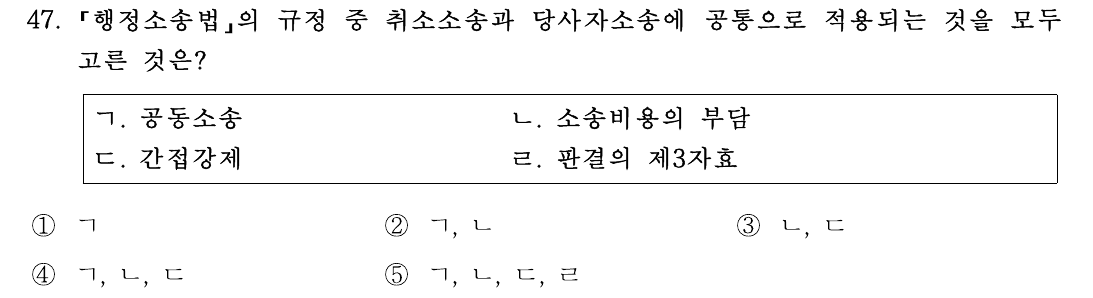 47. 「행정소송법」의 규정 중 취소소송과 당사자소송에 공통으로 적용되는 것을 모두
고른 것은?
ㄱ. 공동소송 ㄴ. 소송비용의 부담
ㄷ. 간접강제 ㄹ. 판결의 제3자효
① ㄱ ② ㄱ, ㄴ ③ ㄴ, ㄷ
④ ㄱ, ㄴ, ㄷ ⑤ ㄱ, ㄴ, ㄷ, ㄹ